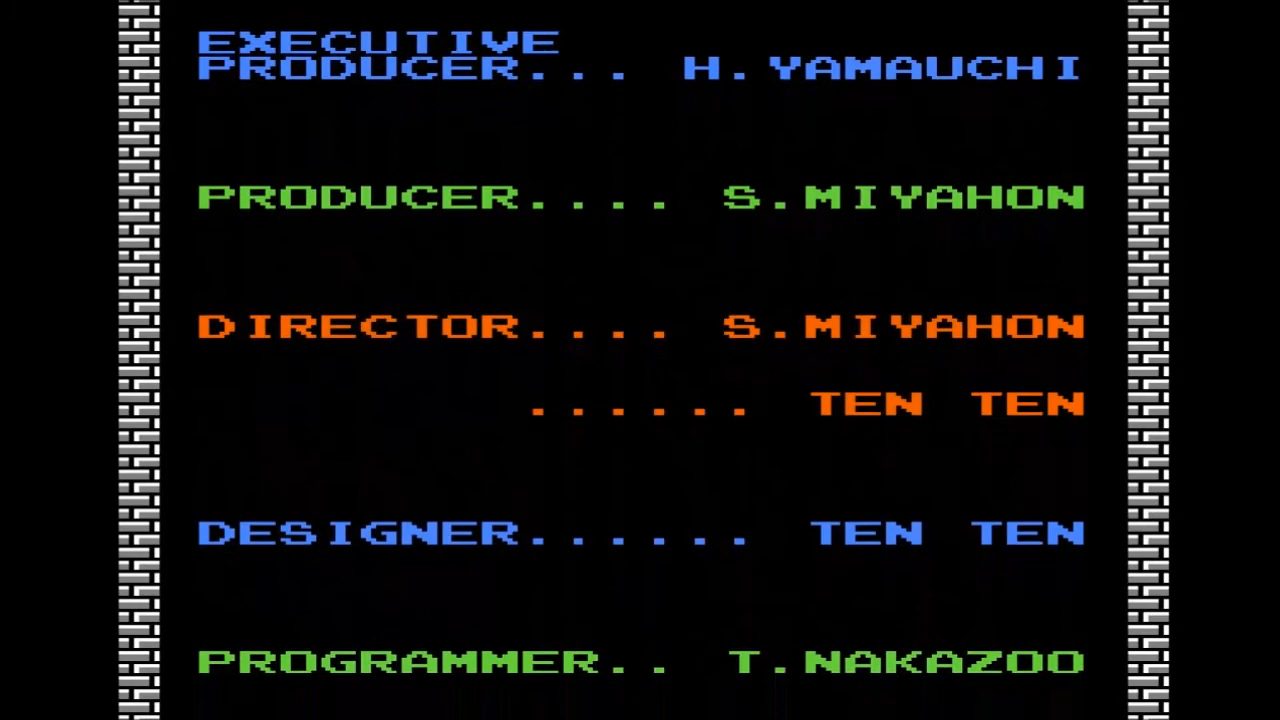 EXECUTIVE
PRODUCER... H.YAMAUCHI
PRODUCER.... S.MIYAHON
DIRECTOR.... S.MIYAHON
...... TEN TEN
DESIGNER...... TEN TEN
PROGRAMMER.. T.NAKAZOO